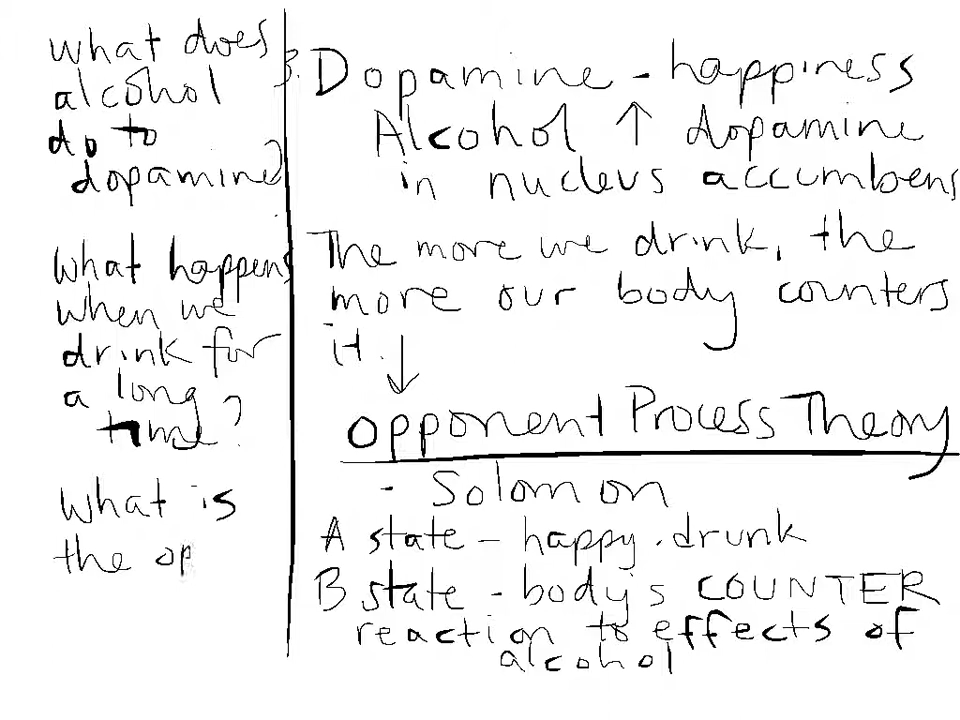 What does
alcohol
do to
dopamine?
What happens
when we
drink for
a long
time?
What is
the op
3. Dopamine - happiness
Alcohol ↑ dopamine
in nucleus accumbens
The more we drink, the
more our body counters
it. ↓
Opponent Process Theory
- Solomon
A state - happy. drunk
B state - body's COUNTER
reaction to effects of
alcohol